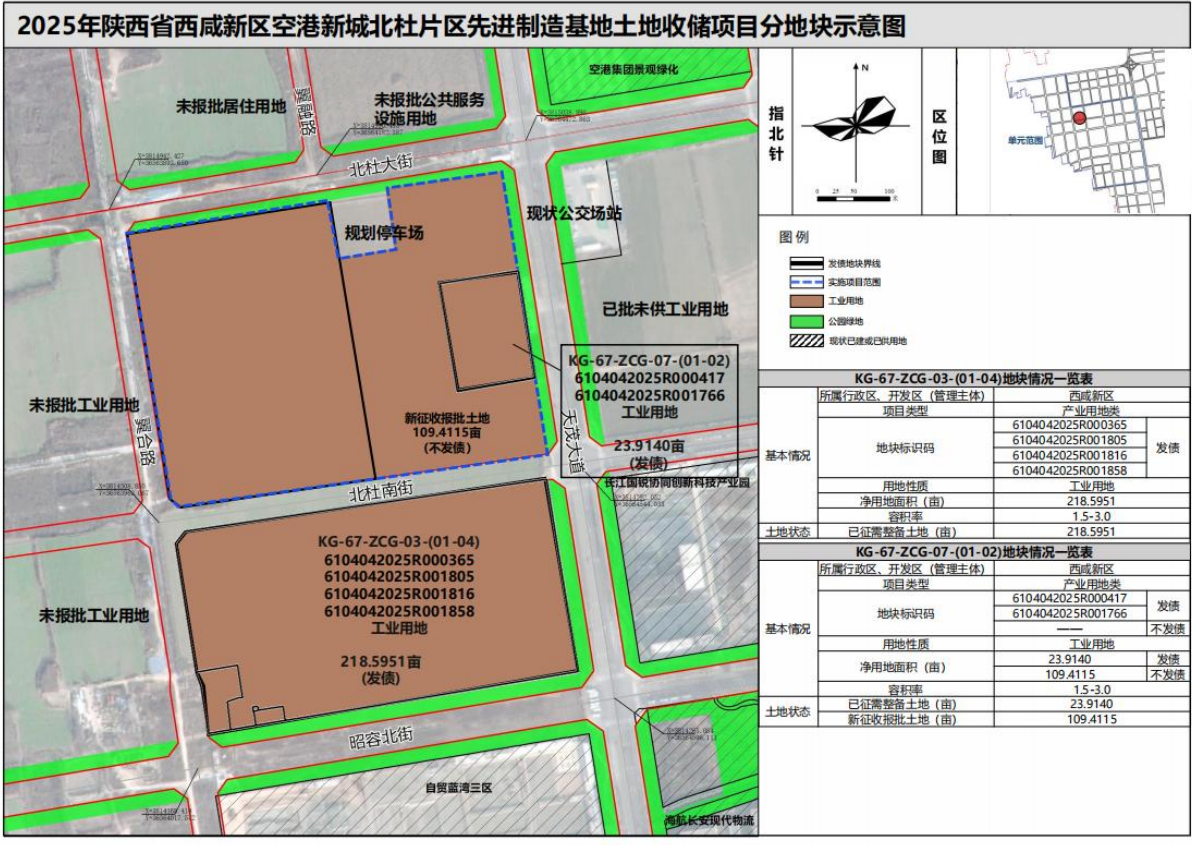 2025年陕西省西咸新区空港新城北杜片区先进制造基地土地收储项目分地块示意图
空港集团景观绿化
未报批居住用地
翼融路
未报批公共服务
设施用地
北杜大街
规划停车场
现状公交场站
已批未供工业用地
KG-67-ZCG-07-(01-02)
6104042025R000417
6104042025R001766
工业用地
23.9140亩
(发债)
未报批工业用地
翼合路
新征收报批土地
109.4115亩
(不发债)
天茂大道
长江国锐协同创新科技产业园
北杜南街
KG-67-ZCG-03-(01-04)
6104042025R000365
6104042025R001805
6104042025R001816
6104042025R001858
工业用地
218.5951亩
(发债)
未报批工业用地
昭容北街
自贸蓝湾三区
海航长安现代物流
指北针
N
0 25 50 100
米
区位图
单元范围
图 例
发债地块界线
实施项目范围
工业用地
公园绿地
现状已建或已供用地
KG-67-ZCG-03-(01-04)地块情况一览表
基本情况
所属行政区、开发区（管理主体） 西咸新区
项目类型 产业用地类
地块标识码
6104042025R000365
6104042025R001805
6104042025R001816
6104042025R001858
发债
用地性质 工业用地
净用地面积（亩） 218.5951
容积率 1.5-3.0
土地状态 已征需整备土地（亩） 218.5951
KG-67-ZCG-07-(01-02)地块情况一览表
基本情况
所属行政区、开发区（管理主体） 西咸新区
项目类型 产业用地类
地块标识码
6104042025R000417
6104042025R001766
发债
—— 不发债
用地性质 工业用地
净用地面积（亩）
23.9140 发债
109.4115 不发债
容积率 1.5-3.0
土地状态
已征需整备土地（亩） 23.9140
新征收报批土地（亩） 109.4115